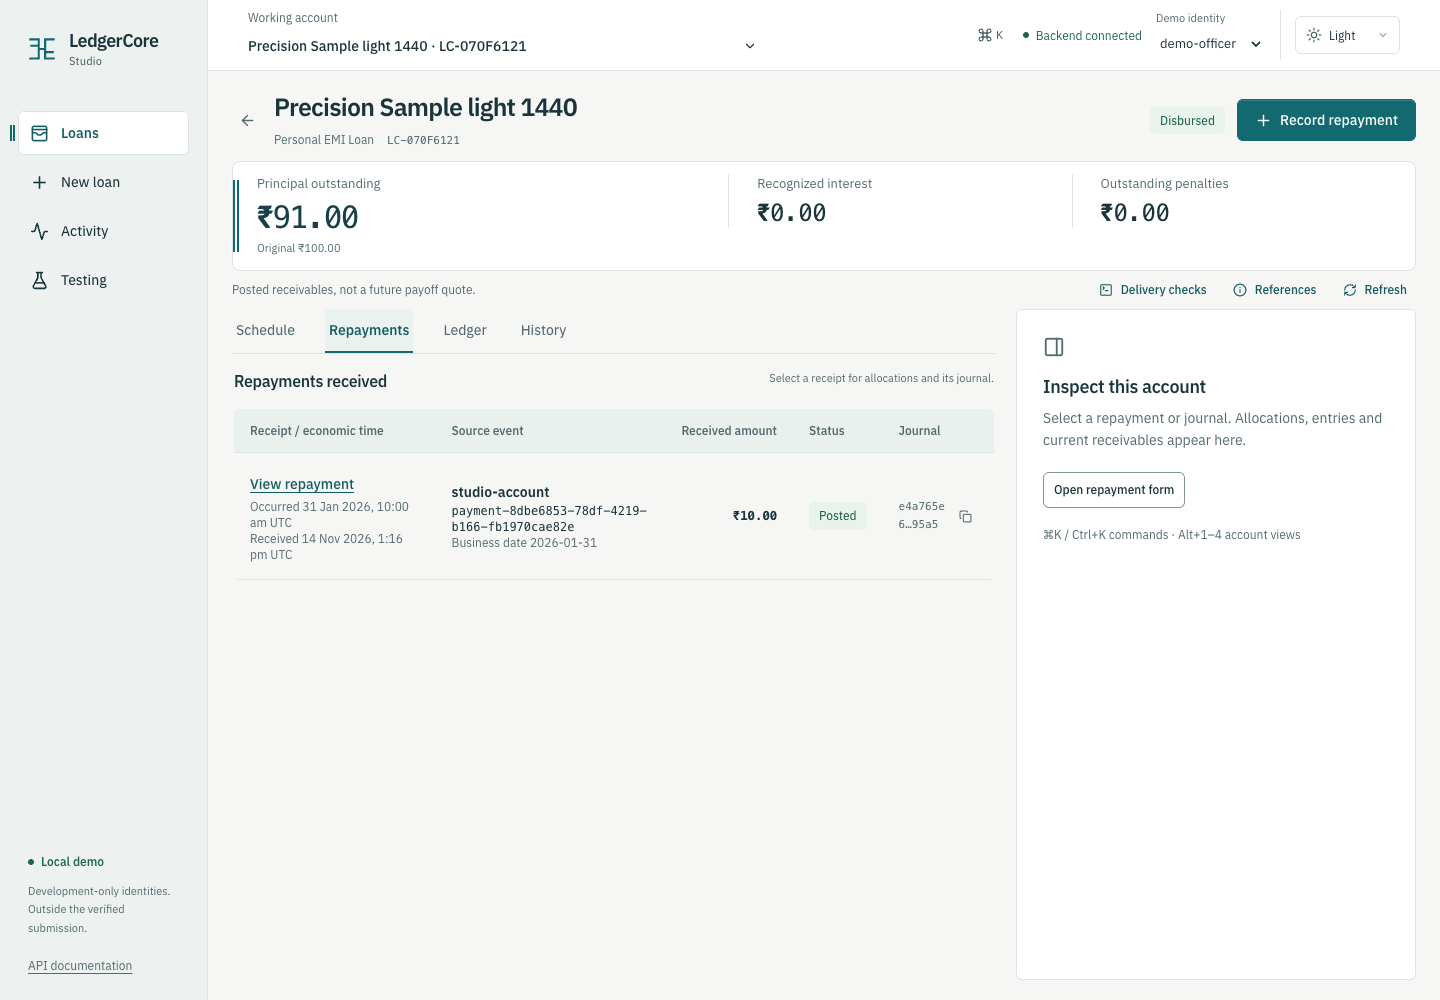 LedgerCore
Studio
Loans
New loan
Activity
Testing
Local demo
Development-only identities.
Outside the verified
submission.
API documentation
Working account
Precision Sample light 1440 · LC-070F6121
⌘ K
Backend connected
Demo identity
demo-officer
Light
Precision Sample light 1440
Personal EMI Loan LC-070F6121
Disbursed
Record repayment
Principal outstanding
₹91.00
Original ₹100.00
Recognized interest
₹0.00
Outstanding penalties
₹0.00
Posted receivables, not a future payoff quote.
Delivery checks
References
Refresh
Schedule
Repayments
Ledger
History
Repayments received
Select a receipt for allocations and its journal.
Receipt / economic time
Source event
Received amount
Status
Journal
View repayment
Occurred 31 Jan 2026, 10:00
am UTC
Received 14 Nov 2026, 1:16
pm UTC
studio-account
payment-8dbe6853-78df-4219-
b166-fb1970cae82e
Business date 2026-01-31
₹10.00
Posted
e4a765e
6…95a5
Inspect this account
Select a repayment or journal. Allocations, entries and
current receivables appear here.
Open repayment form
⌘K / Ctrl+K commands · Alt+1–4 account views